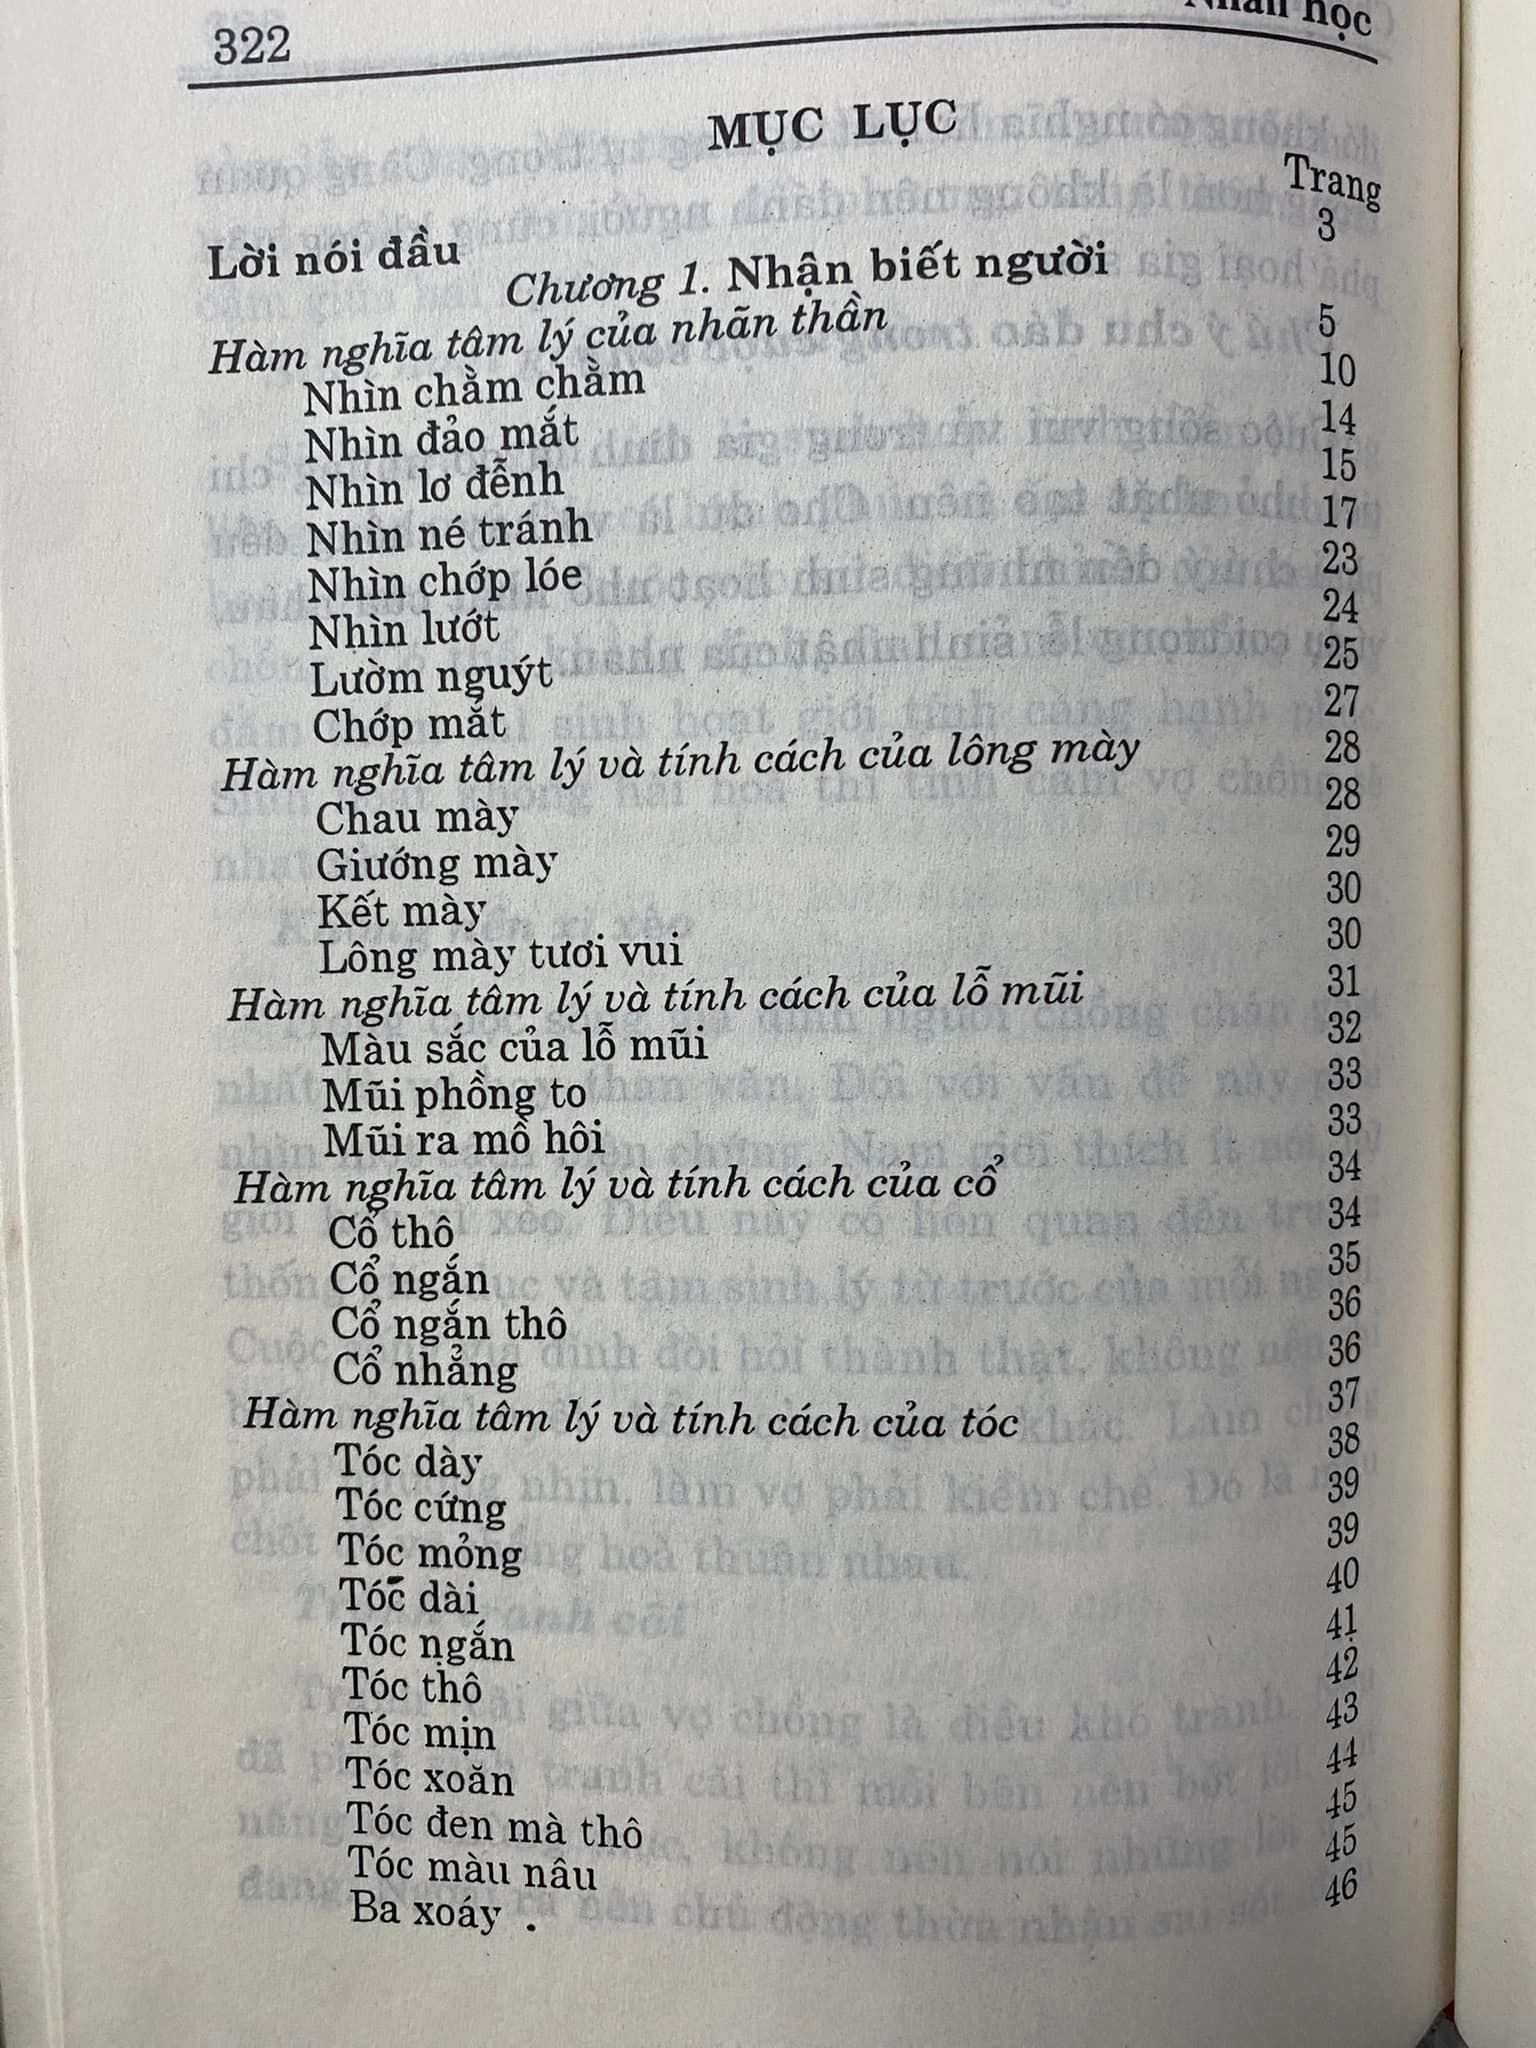 322 học
MỤC LỤC
Trang
Lời nói đầu 3
Chương 1. Nhận biết người
Hàm nghĩa tâm lý của nhãn thần 5
Nhìn chằm chằm 10
Nhìn đảo mắt 14
Nhìn lơ đễnh 15
Nhìn né tránh 17
Nhìn chớp lóe 23
Nhìn lướt 24
Lườm nguýt 25
Chớp mắt 27
Hàm nghĩa tâm lý và tính cách của lông mày 28
Chau mày 28
Giướng mày 29
Kết mày 30
Lông mày tươi vui 30
Hàm nghĩa tâm lý và tính cách của lỗ mũi 31
Màu sắc của lỗ mũi 32
Mũi phồng to 33
Mũi ra mồ hôi 33
Hàm nghĩa tâm lý và tính cách của cổ 34
Cổ thô 34
Cổ ngắn 35
Cổ ngắn thô 36
Cổ nhẳng 36
Hàm nghĩa tâm lý và tính cách của tóc 37
Tóc dày 38
Tóc cứng 39
Tóc mỏng 39
Tóc dài 40
Tóc ngắn 41
Tóc thô 42
Tóc mịn 43
Tóc xoăn 44
Tóc đen mà thô 45
Tóc màu nâu 45
Ba xoáy 46